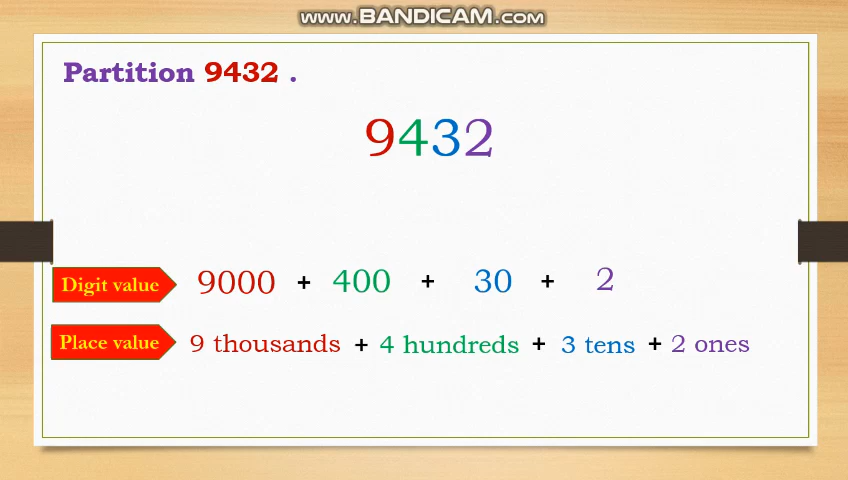 www.BANDICAM.com
Partition 9432 .
9432
Digit value 9000 + 400 + 30 + 2
Place value 9 thousands + 4 hundreds + 3 tens + 2 ones